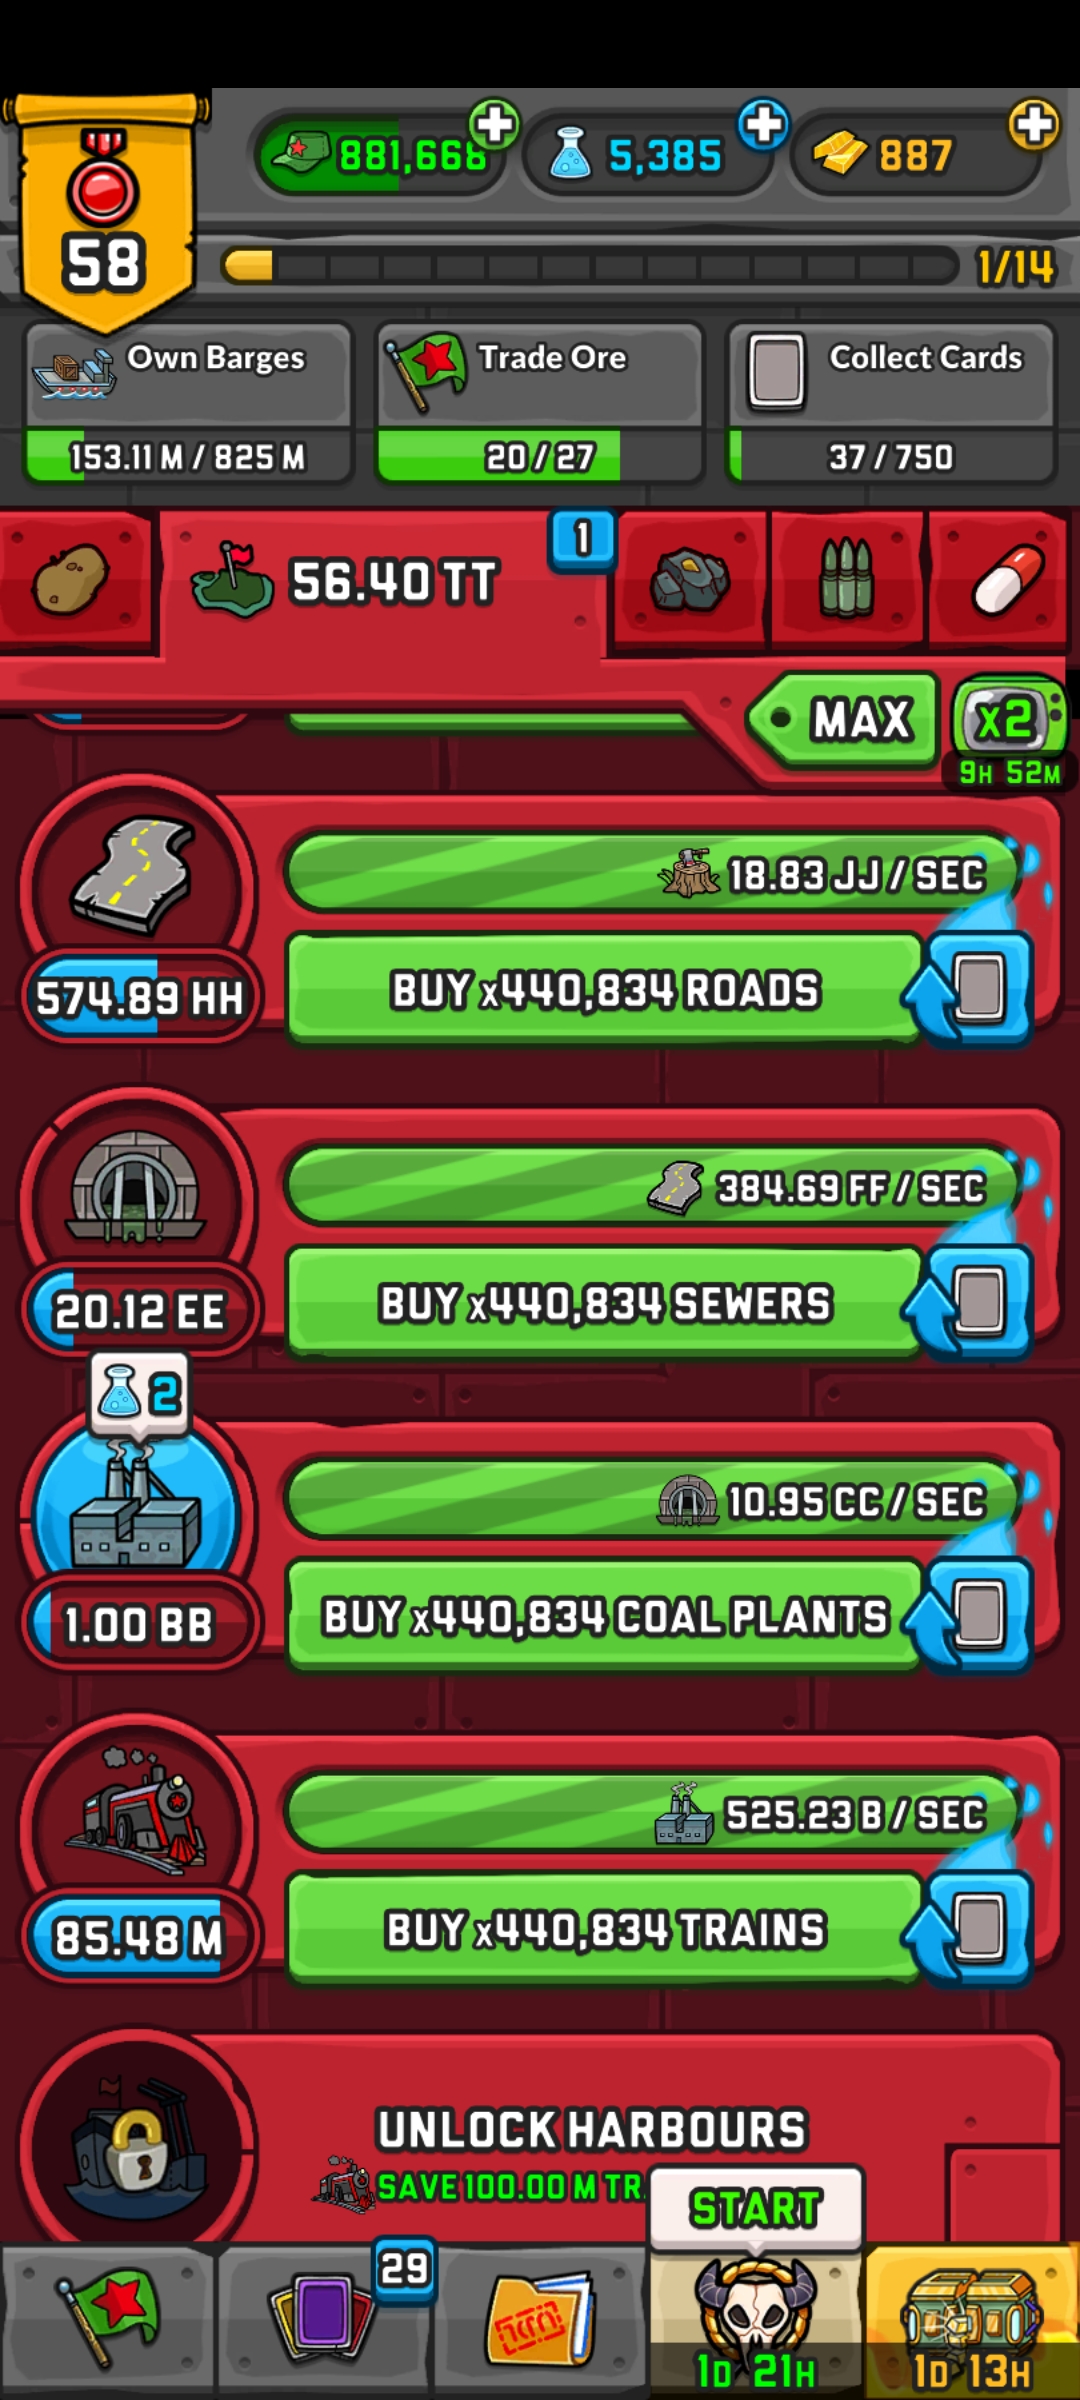 881,668
5,385
887
58
1/14
Own Barges
153.11 M / 825 M
Trade Ore
20 / 27
Collect Cards
37 / 750
56.40 TT
1
MAX
x2
9H 52M
18.83 JJ / SEC
574.89 HH
BUY x440,834 ROADS
384.69 FF / SEC
20.12 EE
BUY x440,834 SEWERS
2
10.95 CC / SEC
1.00 BB
BUY x440,834 COAL PLANTS
525.23 B / SEC
85.48 M
BUY x440,834 TRAINS
UNLOCK HARBOURS
SAVE 100.00 M TR
START
29
1D 21H
1D 13H